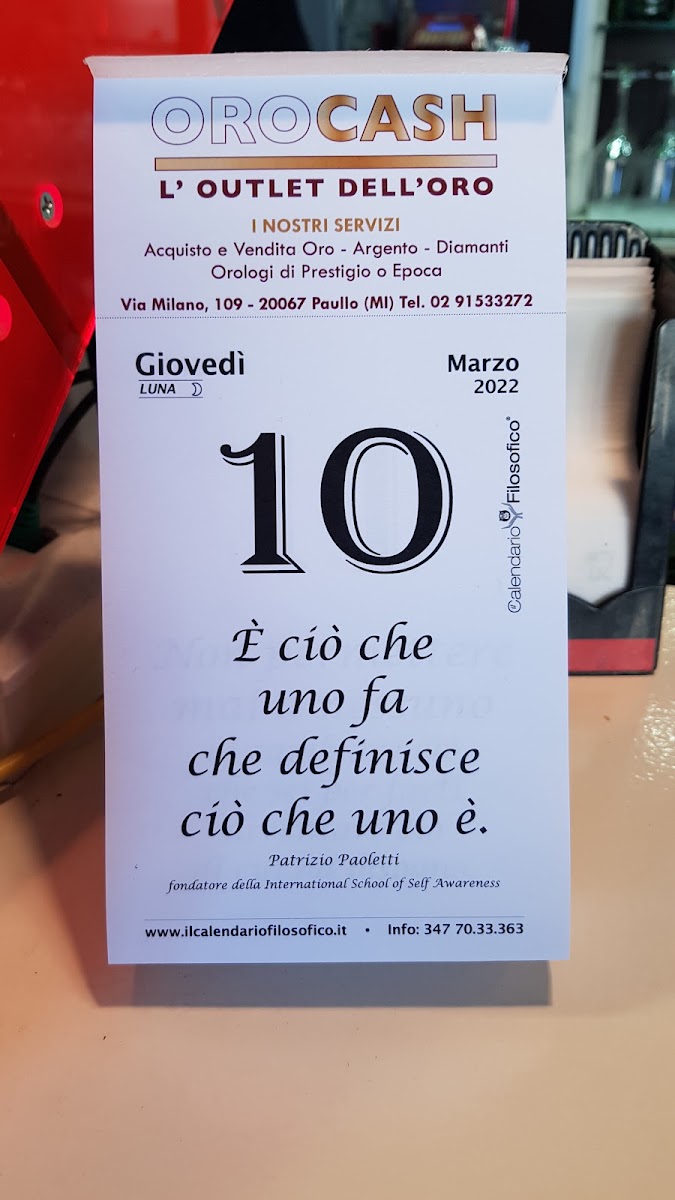 OROCASH
L' OUTLET DELL'ORO
I NOSTRI SERVIZI
Acquisto e Vendita Oro - Argento - Diamanti
Orologi di Prestigio o Epoca
Via Milano, 109 - 20067 Paullo (MI) Tel. 02 91533272
Giovedì
LUNA
Marzo
2022
10
il Calendario Filosofico®
È ciò che
uno fa
che definisce
ciò che uno è.
Patrizio Paoletti
fondatore della International School of Self Awareness
www.ilcalendariofilosofico.it • Info: 347 70.33.363